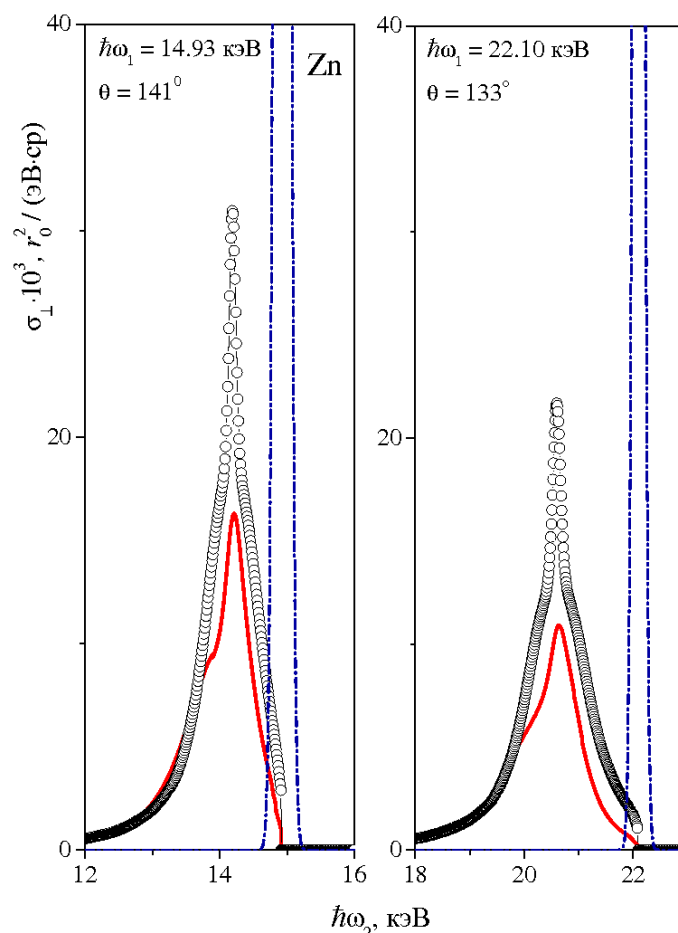 40
ℏω₁ = 14.93 кэВ
θ = 141°
Zn
20
0
12
14
16
40
ℏω₁ = 22.10 кэВ
θ = 133°
20
0
18
20
22
σ⊥·10³, r₀² / (эВ·ср)
ℏω₂, кэВ